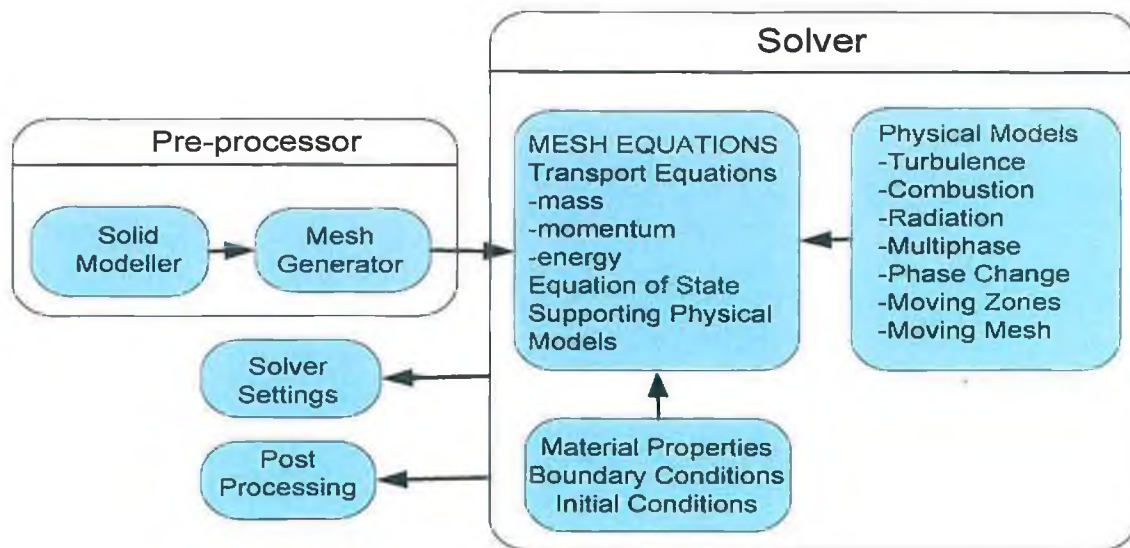 Solver
Pre-processor
Solid
Modeller
Mesh
Generator
MESH EQUATIONS
Transport Equations
-mass
-momentum
-energy
Equation of State
Supporting Physical
Models
Physical Models
-Turbulence
-Combustion
-Radiation
-Multiphase
-Phase Change
-Moving Zones
-Moving Mesh
Solver
Settings
Post
Processing
Material Properties
Boundary Conditions
Initial Conditions